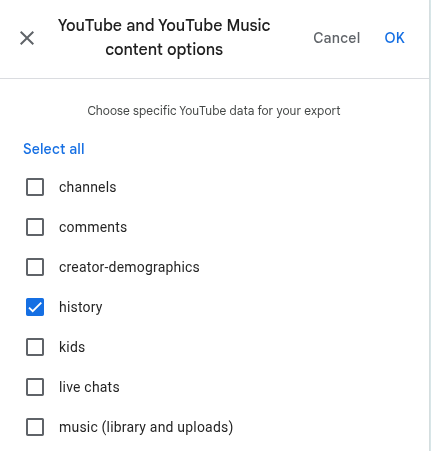 YouTube and YouTube Music
content options
Cancel
OK
Choose specific YouTube data for your export
Select all
channels
comments
creator-demographics
history
kids
live chats
music (library and uploads)